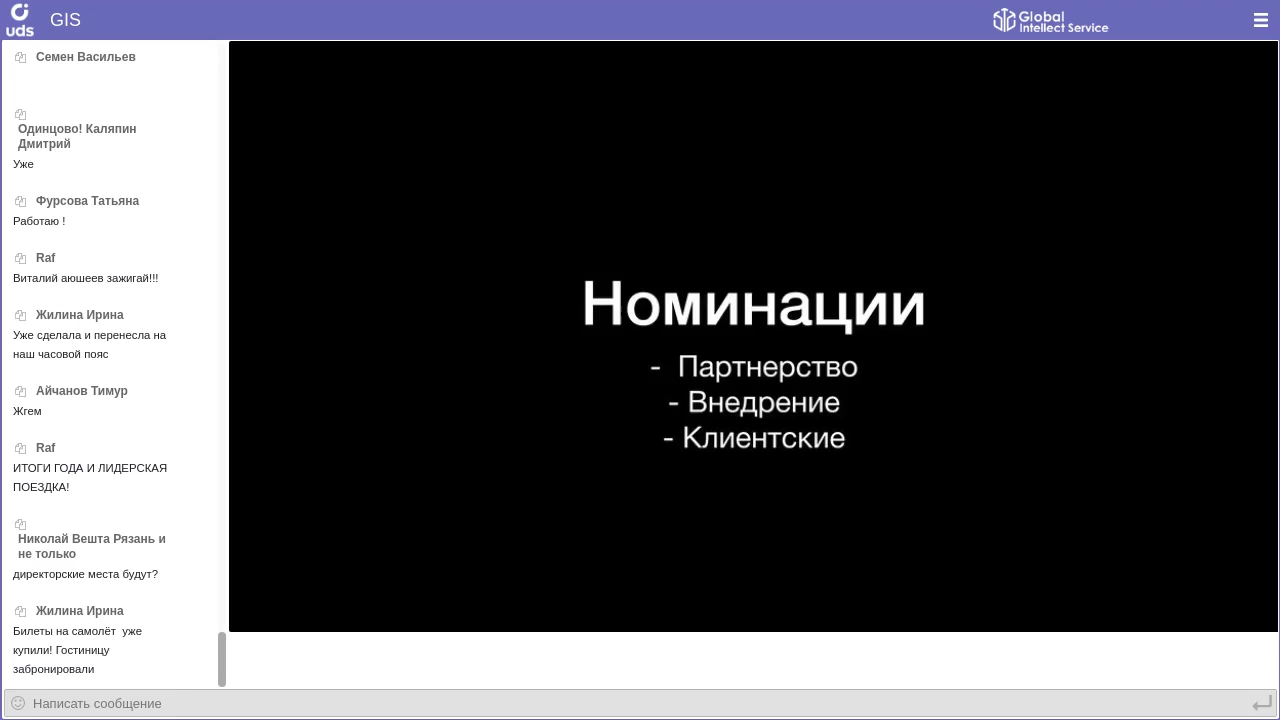 uds
GIS
Global
Intellect Service
Семен Васильев
Одинцово! Каляпин
Дмитрий
Уже
Фурсова Татьяна
Работаю !
Raf
Виталий аюшеев зажигай!!!
Жилина Ирина
Уже сделала и перенесла на
наш часовой пояс
Айчанов Тимур
Жгем
Raf
ИТОГИ ГОДА И ЛИДЕРСКАЯ
ПОЕЗДКА!
Николай Вешта Рязань и
не только
директорские места будут?
Жилина Ирина
Билеты на самолёт  уже
купили! Гостиницу
забронировали
Номинации
-  Партнерство
- Внедрение
- Клиентские
Написать сообщение